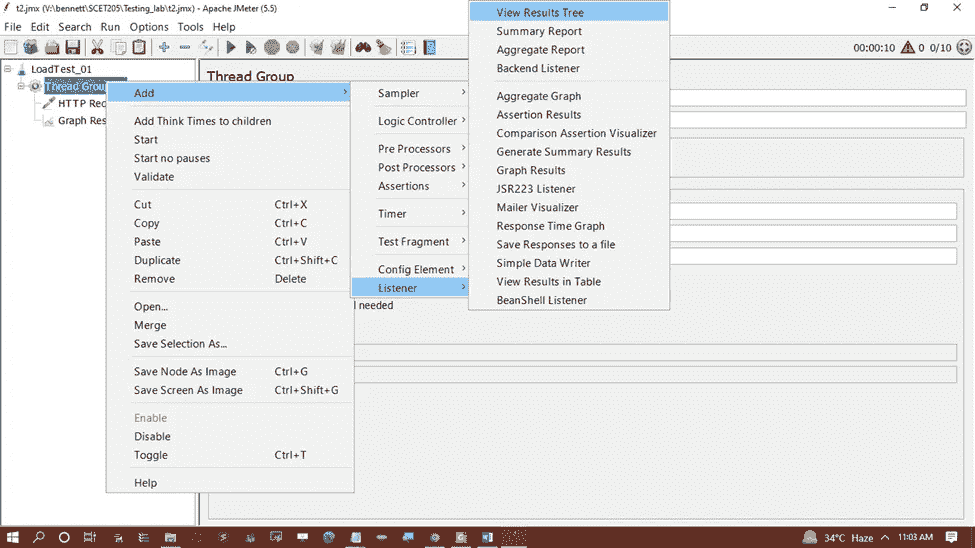 t2.jmx (V:\bennett\SCET205\Testing_lab\t2.jmx) - Apache JMeter (5.5)
File Edit Search Run Options Tools Help
00:00:10 0 0/10
LoadTest_01
Thread Grou
HTTP Rec
Graph Res
Thread Group
Add
Add Think Times to children
Start
Start no pauses
Validate
Cut Ctrl+X
Copy Ctrl+C
Paste Ctrl+V
Duplicate Ctrl+Shift+C
Remove Delete
Open...
Merge
Save Selection As...
Save Node As Image Ctrl+G
Save Screen As Image Ctrl+Shift+G
Enable
Disable
Toggle Ctrl+T
Help
Sampler
Logic Controller
Pre Processors
Post Processors
Assertions
Timer
Test Fragment
Config Element
Listener
needed
View Results Tree
Summary Report
Aggregate Report
Backend Listener
Aggregate Graph
Assertion Results
Comparison Assertion Visualizer
Generate Summary Results
Graph Results
JSR223 Listener
Mailer Visualizer
Response Time Graph
Save Responses to a file
Simple Data Writer
View Results in Table
BeanShell Listener
34°C Haze 11:03 AM